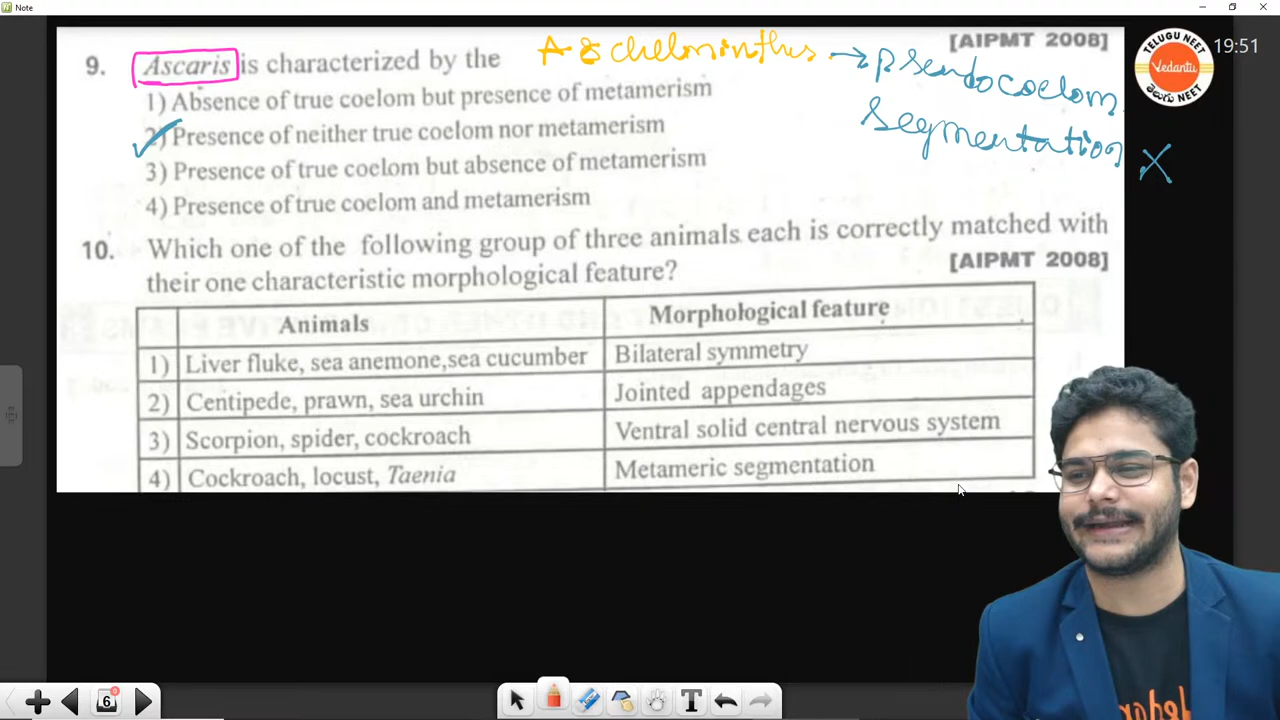 Note
[AIPMT 2008]
19:51
TELUGU NEET
Vedantu
తెలుగు NEET
9. Ascaris is characterized by the
Aschelminthus → pseudocoelom
Segmentation X
1) Absence of true coelom but presence of metamerism
2) Presence of neither true coelom nor metamerism
3) Presence of true coelom but absence of metamerism
4) Presence of true coelom and metamerism
10. Which one of the following group of three animals each is correctly matched with
their one characteristic morphological feature?
[AIPMT 2008]
Animals Morphological feature
1) Liver fluke, sea anemone,sea cucumber Bilateral symmetry
2) Centipede, prawn, sea urchin Jointed appendages
3) Scorpion, spider, cockroach Ventral solid central nervous system
4) Cockroach, locust, Taenia Metameric segmentation
6
8
T